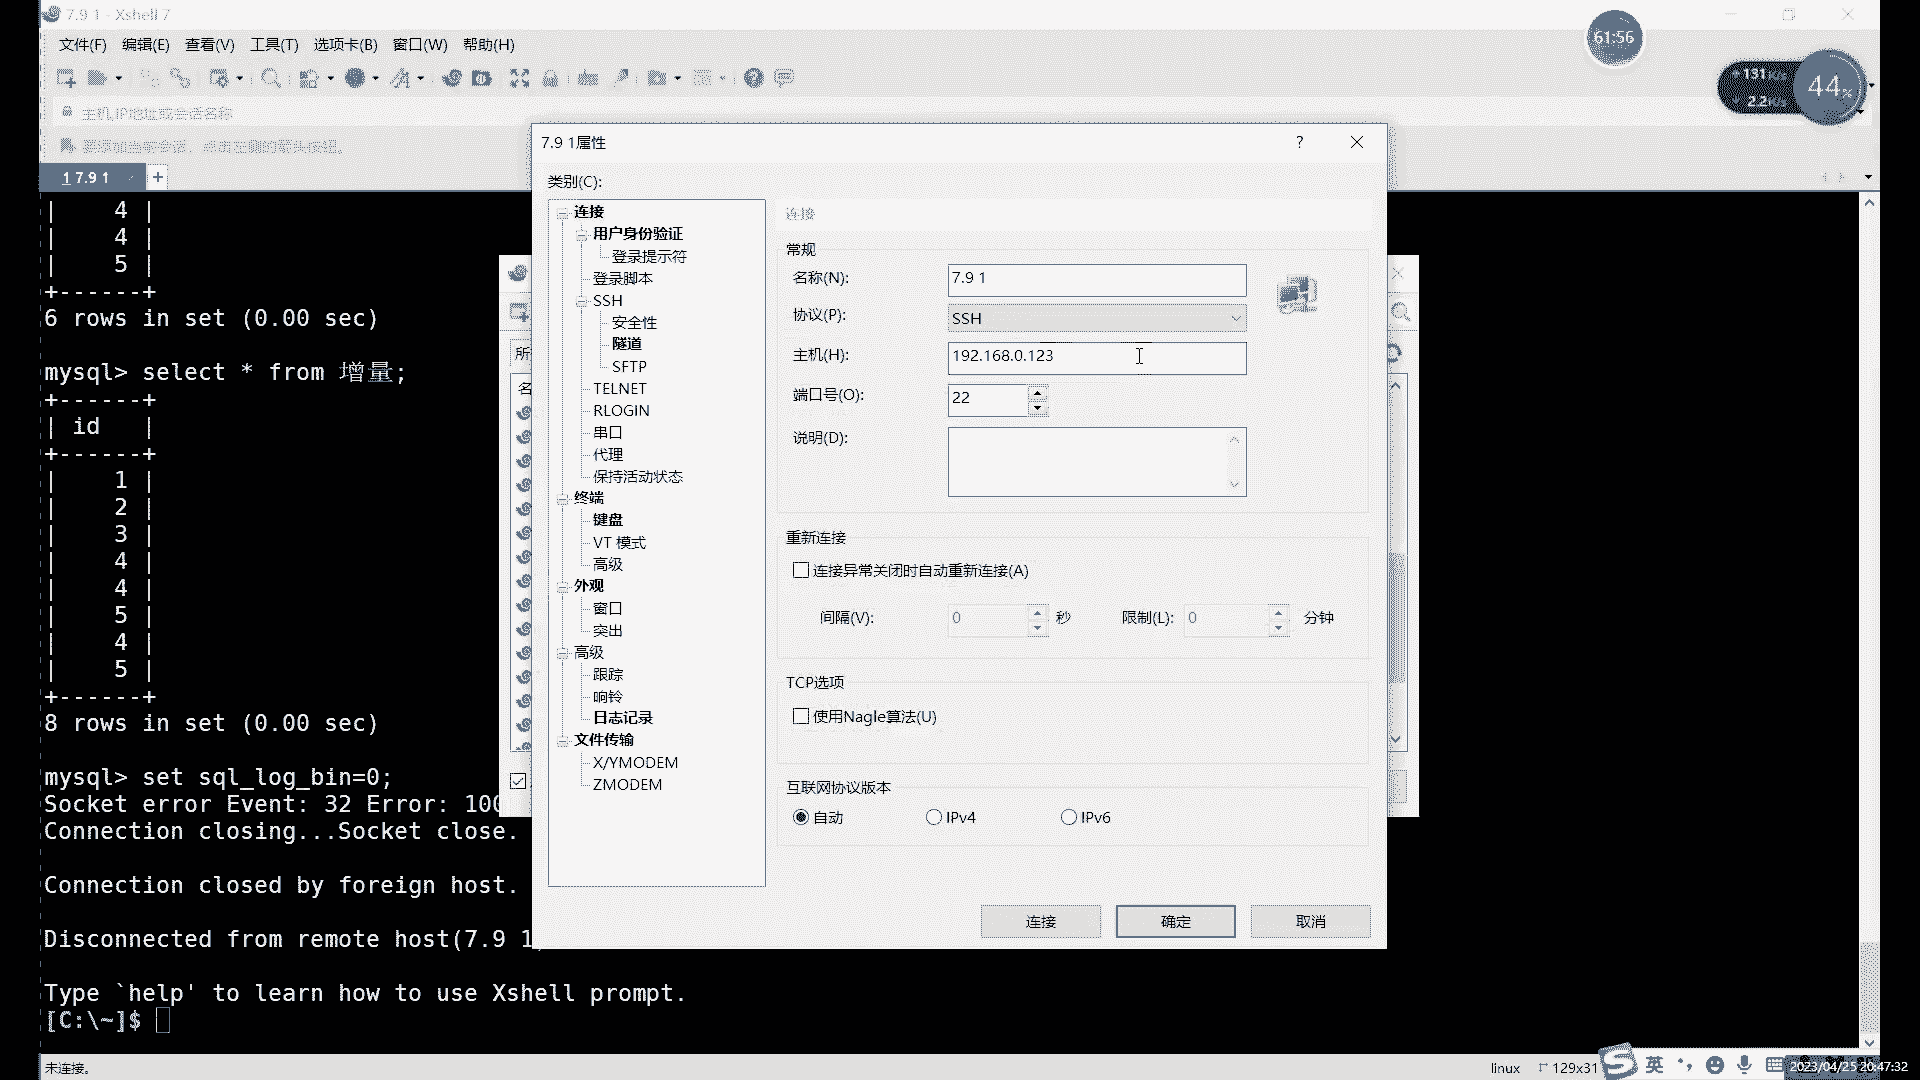 7.9 1 - Xshell 7
61:56
文件(F) 编辑(E) 查看(V) 工具(T) 选项卡(B) 窗口(W) 帮助(H)
131K/s
44%
2.2K/s
主机,IP地址或会话名称
要添加当前会话，点击左侧的箭头按钮。
1 7.9 1
+
| 4 |
| 4 |
| 5 |
+------+
6 rows in set (0.00 sec)
mysql> select * from 增量;
+------+
| id |
+------+
| 1 |
| 2 |
| 3 |
| 4 |
| 4 |
| 5 |
| 4 |
| 5 |
+------+
8 rows in set (0.00 sec)
mysql> set sql_log_bin=0;
Socket error Event: 32 Error: 100
Connection closing...Socket close.
Connection closed by foreign host.
Disconnected from remote host(7.9 1
Type `help' to learn how to use Xshell prompt.
[C:\~]$
所
名
7.9 1属性
类别(C):
连接
用户身份验证
登录提示符
登录脚本
SSH
安全性
隧道
SFTP
TELNET
RLOGIN
串口
代理
保持活动状态
终端
键盘
VT 模式
高级
外观
窗口
突出
高级
跟踪
响铃
日志记录
文件传输
X/YMODEM
ZMODEM
连接
常规
名称(N): 7.9 1
协议(P): SSH
主机(H): 192.168.0.123
端口号(O): 22
说明(D):
重新连接
连接异常关闭时自动重新连接(A)
间隔(V): 0 秒 限制(L): 0 分钟
TCP选项
使用Nagle算法(U)
互联网协议版本
自动 IPv4 IPv6
连接 确定 取消
未连接。
linux 129x31
英
2023/04/25 20:47:32